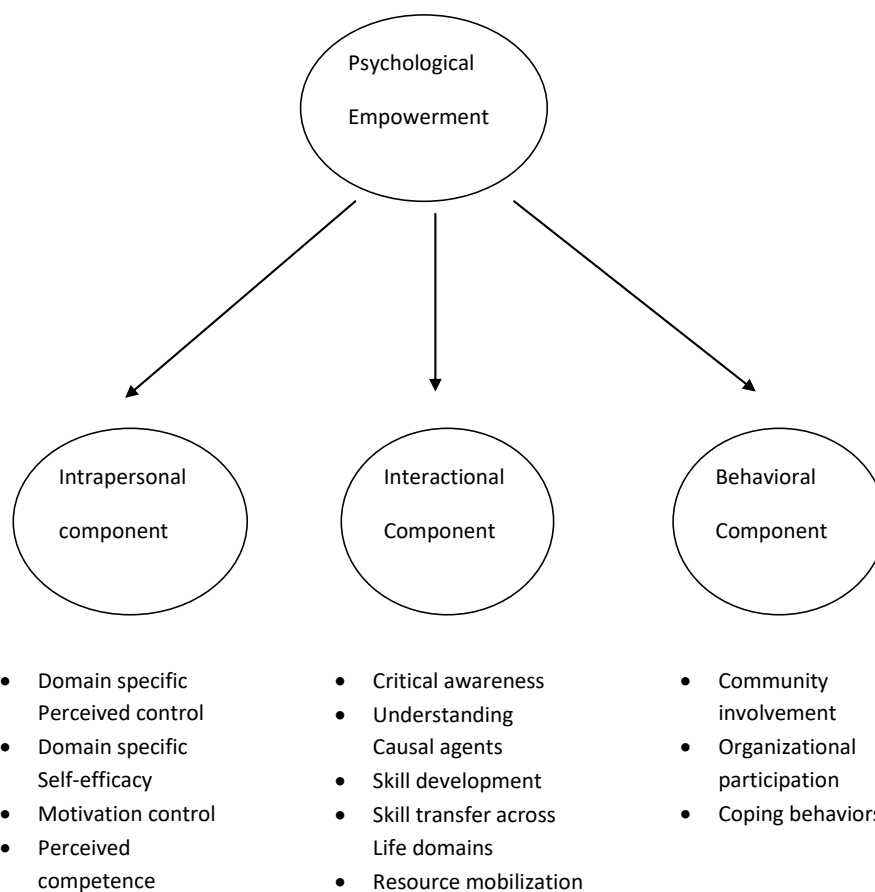 Psychological
Empowerment
Intrapersonal
component
Interactional
Component
Behavioral
Component
• Domain specific
Perceived control
• Domain specific
Self-efficacy
• Motivation control
• Perceived
competence
• Critical awareness
• Understanding
Causal agents
• Skill development
• Skill transfer across
Life domains
• Resource mobilization
• Community
involvement
• Organizational
participation
• Coping behaviors